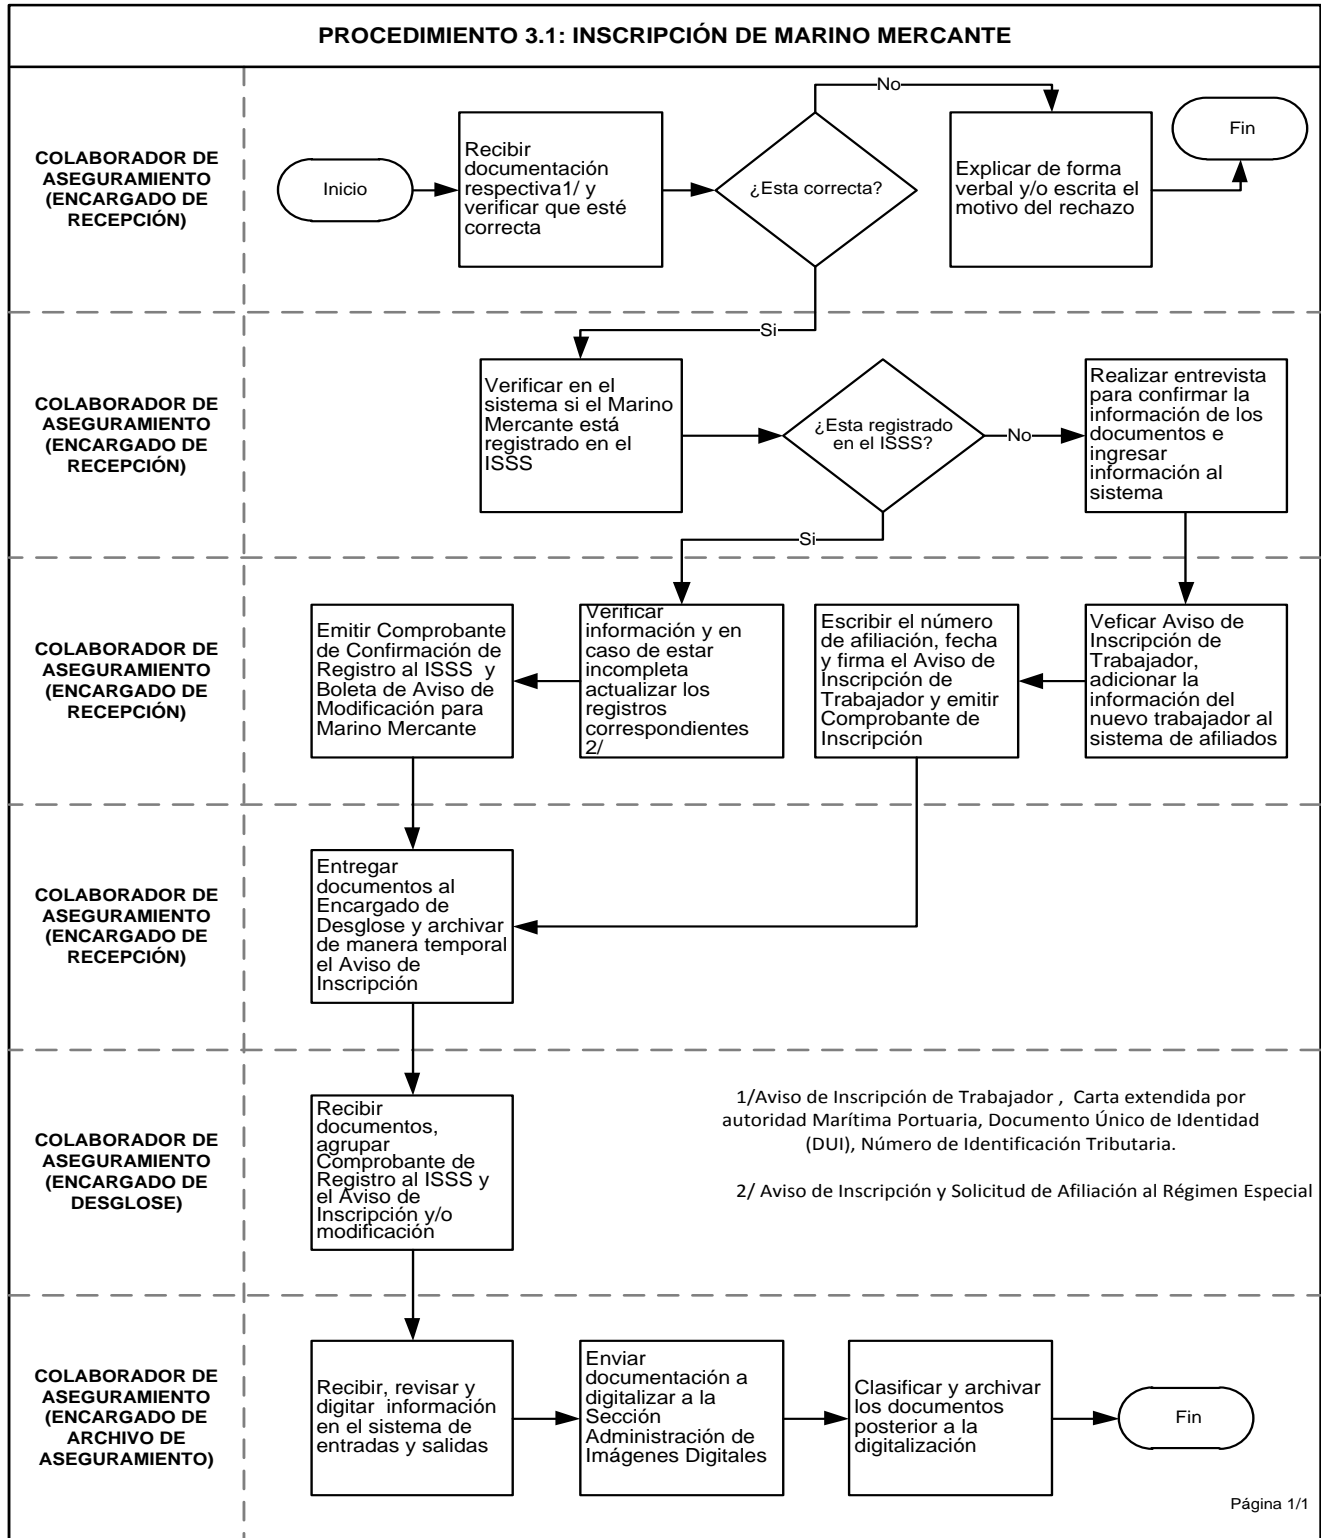 PROCEDIMIENTO 3.1: INSCRIPCIÓN DE MARINO MERCANTE
COLABORADOR DE
ASEGURAMIENTO
(ENCARGADO DE
RECEPCIÓN)
Inicio
Recibir
documentación
respectiva1/ y
verificar que esté
correcta
¿Esta correcta?
No
Explicar de forma
verbal y/o escrita el
motivo del rechazo
Fin
Si
COLABORADOR DE
ASEGURAMIENTO
(ENCARGADO DE
RECEPCIÓN)
Verificar en el
sistema si el Marino
Mercante está
registrado en el
ISSS
¿Esta registrado
en el ISSS?
No
Realizar entrevista
para confirmar la
información de los
documentos e
ingresar
información al
sistema
Si
COLABORADOR DE
ASEGURAMIENTO
(ENCARGADO DE
RECEPCIÓN)
Emitir Comprobante
de Confirmación de
Registro al ISSS y
Boleta de Aviso de
Modificación para
Marino Mercante
Verificar
información y en
caso de estar
incompleta
actualizar los
registros
correspondientes
2/
Escribir el número
de afiliación, fecha
y firma el Aviso de
Inscripción de
Trabajador y emitir
Comprobante de
Inscripción
Veficar Aviso de
Inscripción de
Trabajador,
adicionar la
información del
nuevo trabajador al
sistema de afiliados
COLABORADOR DE
ASEGURAMIENTO
(ENCARGADO DE
RECEPCIÓN)
Entregar
documentos al
Encargado de
Desglose y archivar
de manera temporal
el Aviso de
Inscripción
COLABORADOR DE
ASEGURAMIENTO
(ENCARGADO DE
DESGLOSE)
Recibir
documentos,
agrupar
Comprobante de
Registro al ISSS y
el Aviso de
Inscripción y/o
modificación
1/Aviso de Inscripción de Trabajador , Carta extendida por
autoridad Marítima Portuaria, Documento Único de Identidad
(DUI), Número de Identificación Tributaria.
2/ Aviso de Inscripción y Solicitud de Afiliación al Régimen Especial
COLABORADOR DE
ASEGURAMIENTO
(ENCARGADO DE
ARCHIVO DE
ASEGURAMIENTO)
Recibir, revisar y
digitar información
en el sistema de
entradas y salidas
Enviar
documentación a
digitalizar a la
Sección
Administración de
Imágenes Digitales
Clasificar y archivar
los documentos
posterior a la
digitalización
Fin
Página 1/1